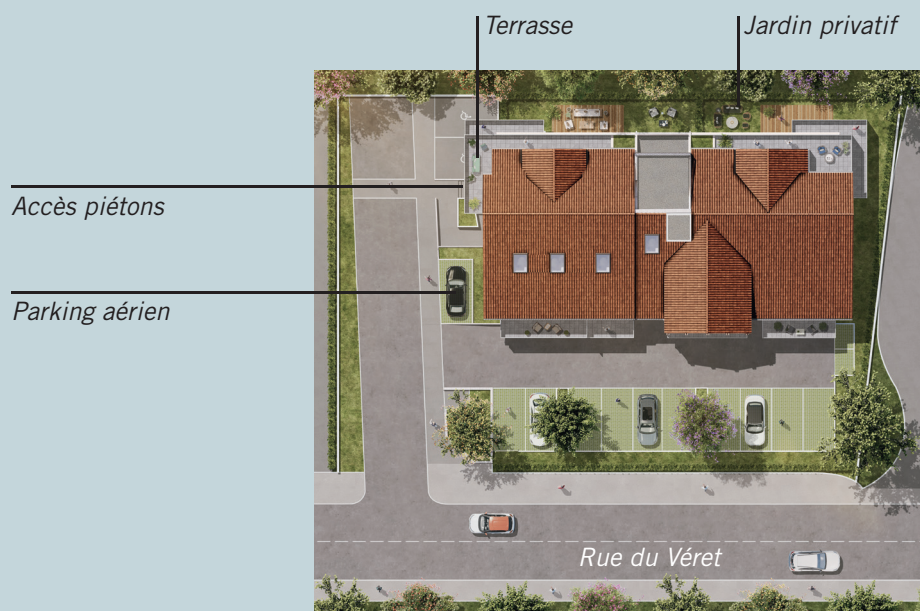 Terrasse
Jardin privatif
Accès piétons
Parking aérien
Rue du Véret